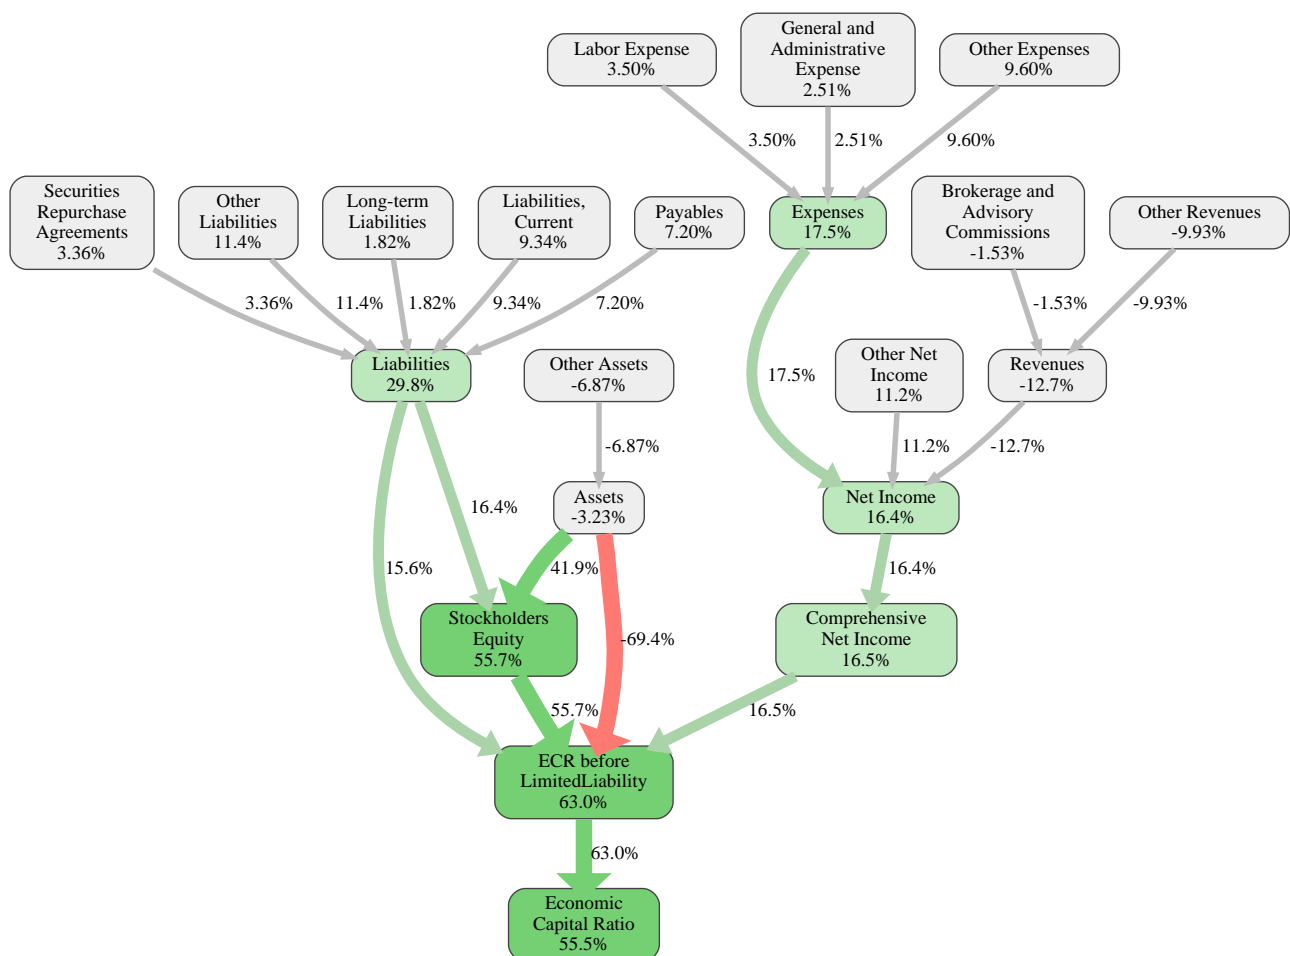 Labor Expense
3.50%
General and
Administrative
Expense
2.51%
Other Expenses
9.60%
3.50%
2.51%
9.60%
Securities
Repurchase
Agreements
3.36%
Other
Liabilities
11.4%
Long-term
Liabilities
1.82%
Liabilities,
Current
9.34%
Payables
7.20%
Expenses
17.5%
Brokerage and
Advisory
Commissions
-1.53%
Other Revenues
-9.93%
3.36%
11.4%
1.82%
9.34%
7.20%
-1.53%
-9.93%
Liabilities
29.8%
Other Assets
-6.87%
17.5%
Other Net
Income
11.2%
Revenues
-12.7%
-6.87%
11.2%
-12.7%
16.4%
Assets
-3.23%
Net Income
16.4%
15.6%
41.9%
16.4%
Stockholders
Equity
55.7%
-69.4%
Comprehensive
Net Income
16.5%
55.7%
16.5%
ECR before
LimitedLiability
63.0%
63.0%
Economic
Capital Ratio
55.5%